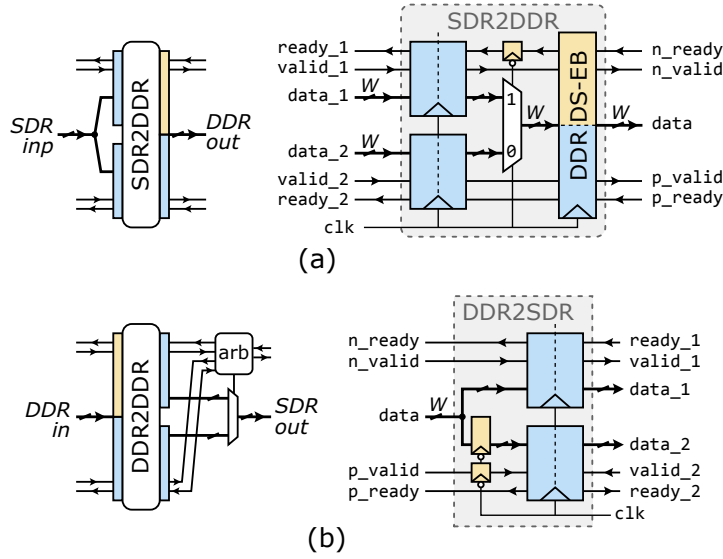 SDR
inp
SDR2DDR
DDR
out
SDR2DDR
ready_1
valid_1
data_1
W
data_2
W
valid_2
ready_2
clk
1
0
W
DDR DS-EB
n_ready
n_valid
W
data
p_valid
p_ready
(a)
DDR
in
DDR2DDR
arb
SDR
out
DDR2SDR
n_ready
n_valid
data
W
p_valid
p_ready
ready_1
valid_1
data_1
data_2
valid_2
ready_2
clk
(b)